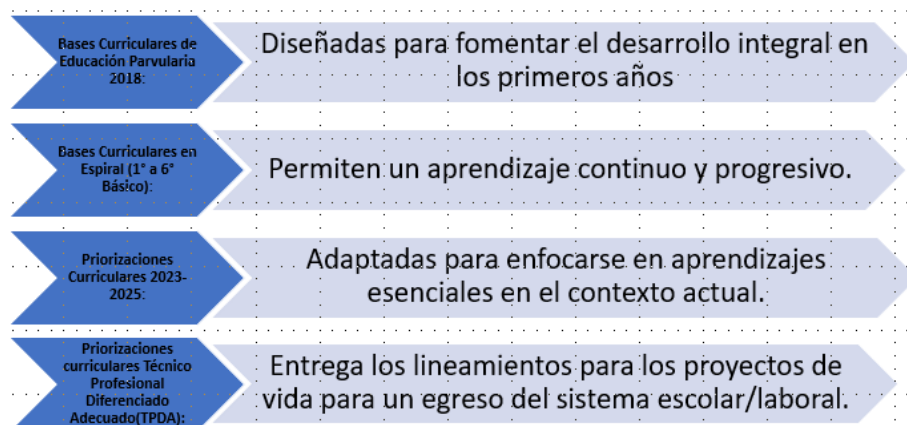 Bases Curriculares de
Educación Parvularia
2018:
Diseñadas para fomentar el desarrollo integral en
los primeros años
Bases Curriculares en
Espiral (1° a 6°
Básico):
Permiten un aprendizaje continuo y progresivo.
Priorizaciones
Curriculares 2023-
2025:
Adaptadas para enfocarse en aprendizajes
esenciales en el contexto actual.
Priorizaciones
curriculares Técnico
Profesional
Diferenciado
Adecuado(TPDA):
Entrega los lineamientos para los proyectos de
vida para un egreso del sistema escolar/laboral.